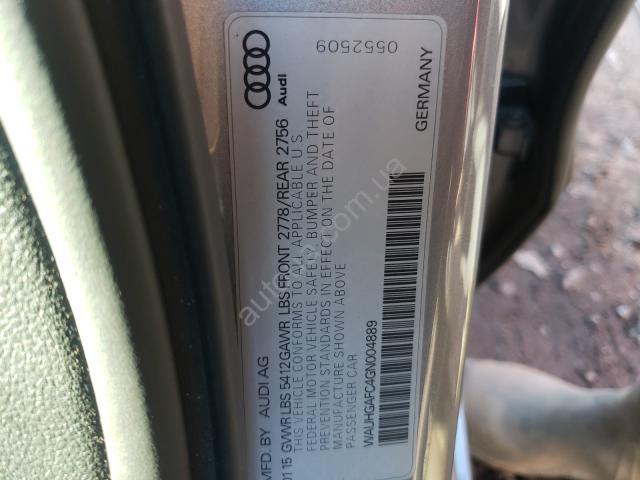 MFD. BY AUDI AG
0115 GVWR LBS 5412 GAWR LBS FRONT 2778/REAR 2756
THIS VEHICLE CONFORMS TO ALL APPLICABLE U S
FEDERAL MOTOR VEHICLE SAFETY, BUMPER AND THEFT
PREVENTION STANDARDS IN EFFECT ON THE DATE OF
MANUFACTURE SHOWN ABOVE
PASSENGER CAR
WAUHGAFC4GN004889
Audi
0552509
GERMANY